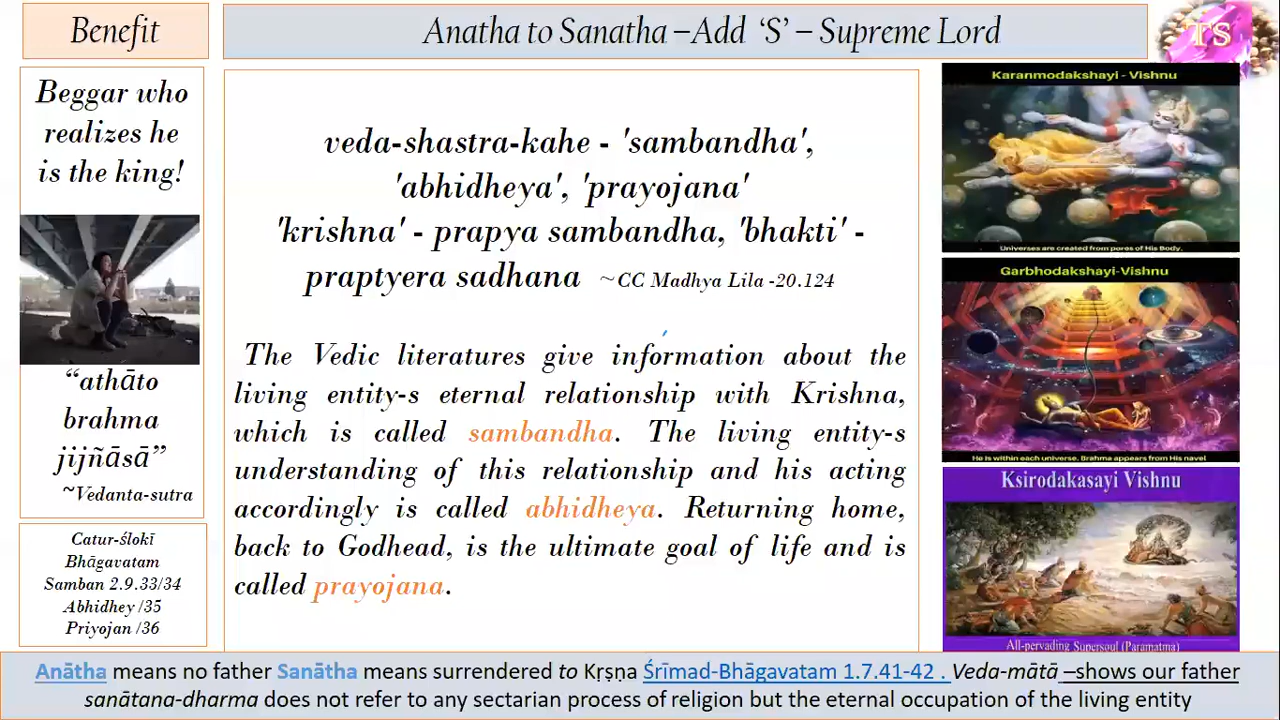 Benefit
Anatha to Sanatha –Add ‘S’ – Supreme Lord
TS
Beggar who
realizes he
is the king!
“athāto
brahma
jijñāsā”
~Vedanta-sutra
Catur-ślokī
Bhāgavatam
Samban 2.9.33/34
Abhidhey /35
Priyojan /36
veda-shastra-kahe - 'sambandha',
'abhidheya', 'prayojana'
'krishna' - prapya sambandha, 'bhakti' -
praptyera sadhana ~CC Madhya Lila -20.124
The Vedic literatures give information about the
living entity-s eternal relationship with Krishna,
which is called sambandha. The living entity-s
understanding of this relationship and his acting
accordingly is called abhidheya. Returning home,
back to Godhead, is the ultimate goal of life and is
called prayojana.
Karanmodakshayi - Vishnu
Universes are created from pores of His Body.
Garbhodakshayi-Vishnu
He is within each universe. Brahma appears from His navel
Ksirodakasayi Vishnu
All-pervading Supersoul (Paramatma)
Anātha means no father Sanātha means surrendered to Kṛṣṇa Śrīmad-Bhāgavatam 1.7.41-42 . Veda-mātā –shows our father
sanātana-dharma does not refer to any sectarian process of religion but the eternal occupation of the living entity